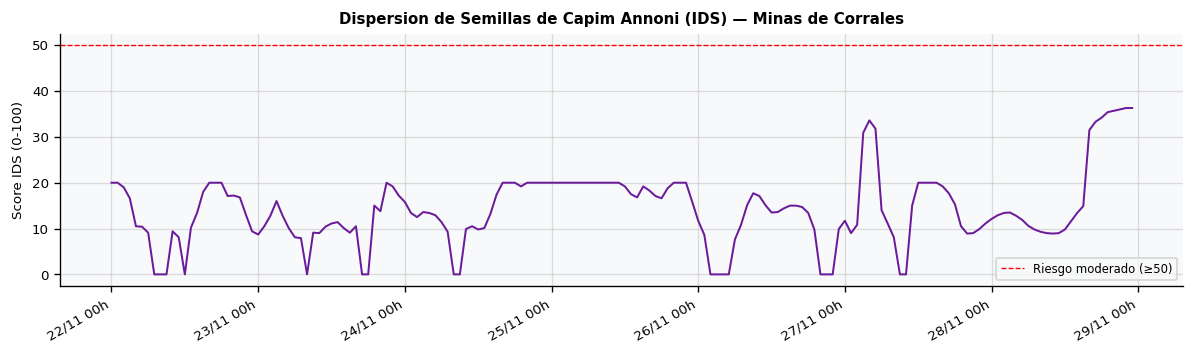 Dispersion de Semillas de Capim Annoni (IDS) — Minas de Corrales
Score IDS (0-100)
50
40
30
20
10
0
Riesgo moderado (≥50)
22/11 00h
23/11 00h
24/11 00h
25/11 00h
26/11 00h
27/11 00h
28/11 00h
29/11 00h